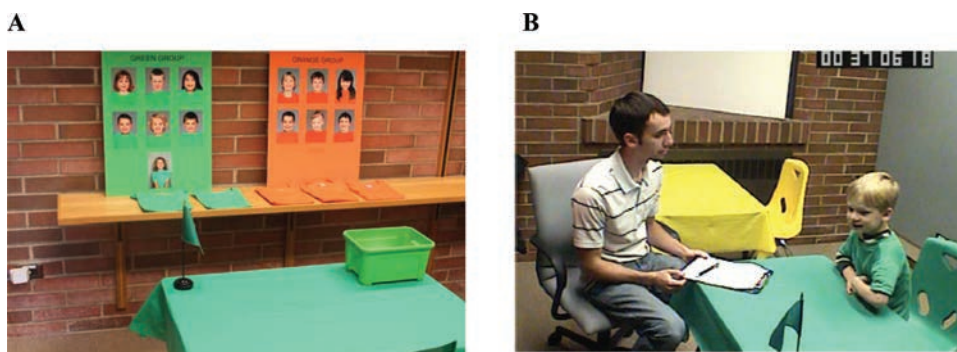 A
B
GREEN GROUP
ORANGE GROUP
00 37 06 18